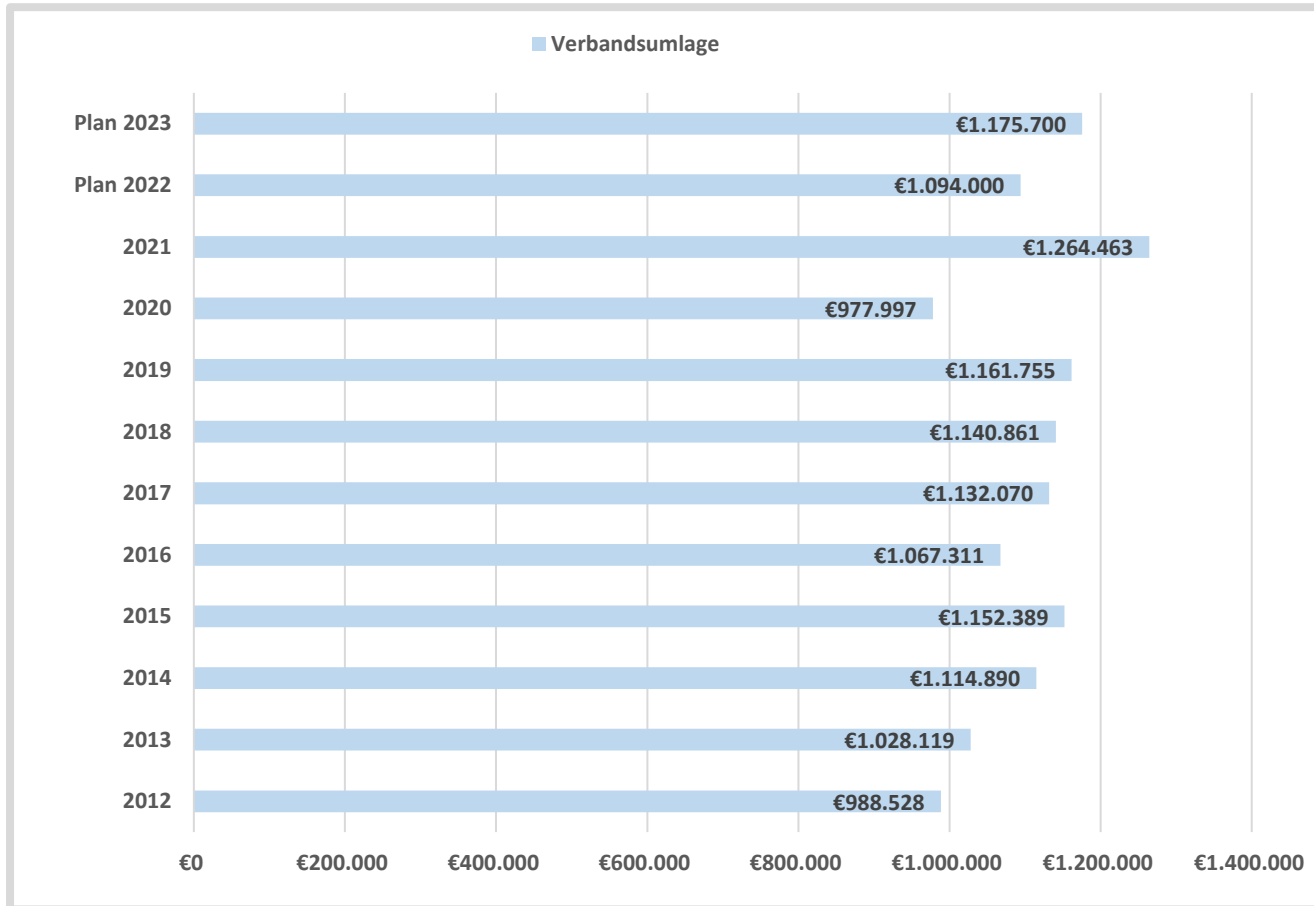 Verbandsumlage
Plan 2023 €1.175.700
Plan 2022 €1.094.000
2021 €1.264.463
2020 €977.997
2019 €1.161.755
2018 €1.140.861
2017 €1.132.070
2016 €1.067.311
2015 €1.152.389
2014 €1.114.890
2013 €1.028.119
2012 €988.528
€0 €200.000 €400.000 €600.000 €800.000 €1.000.000 €1.200.000 €1.400.000